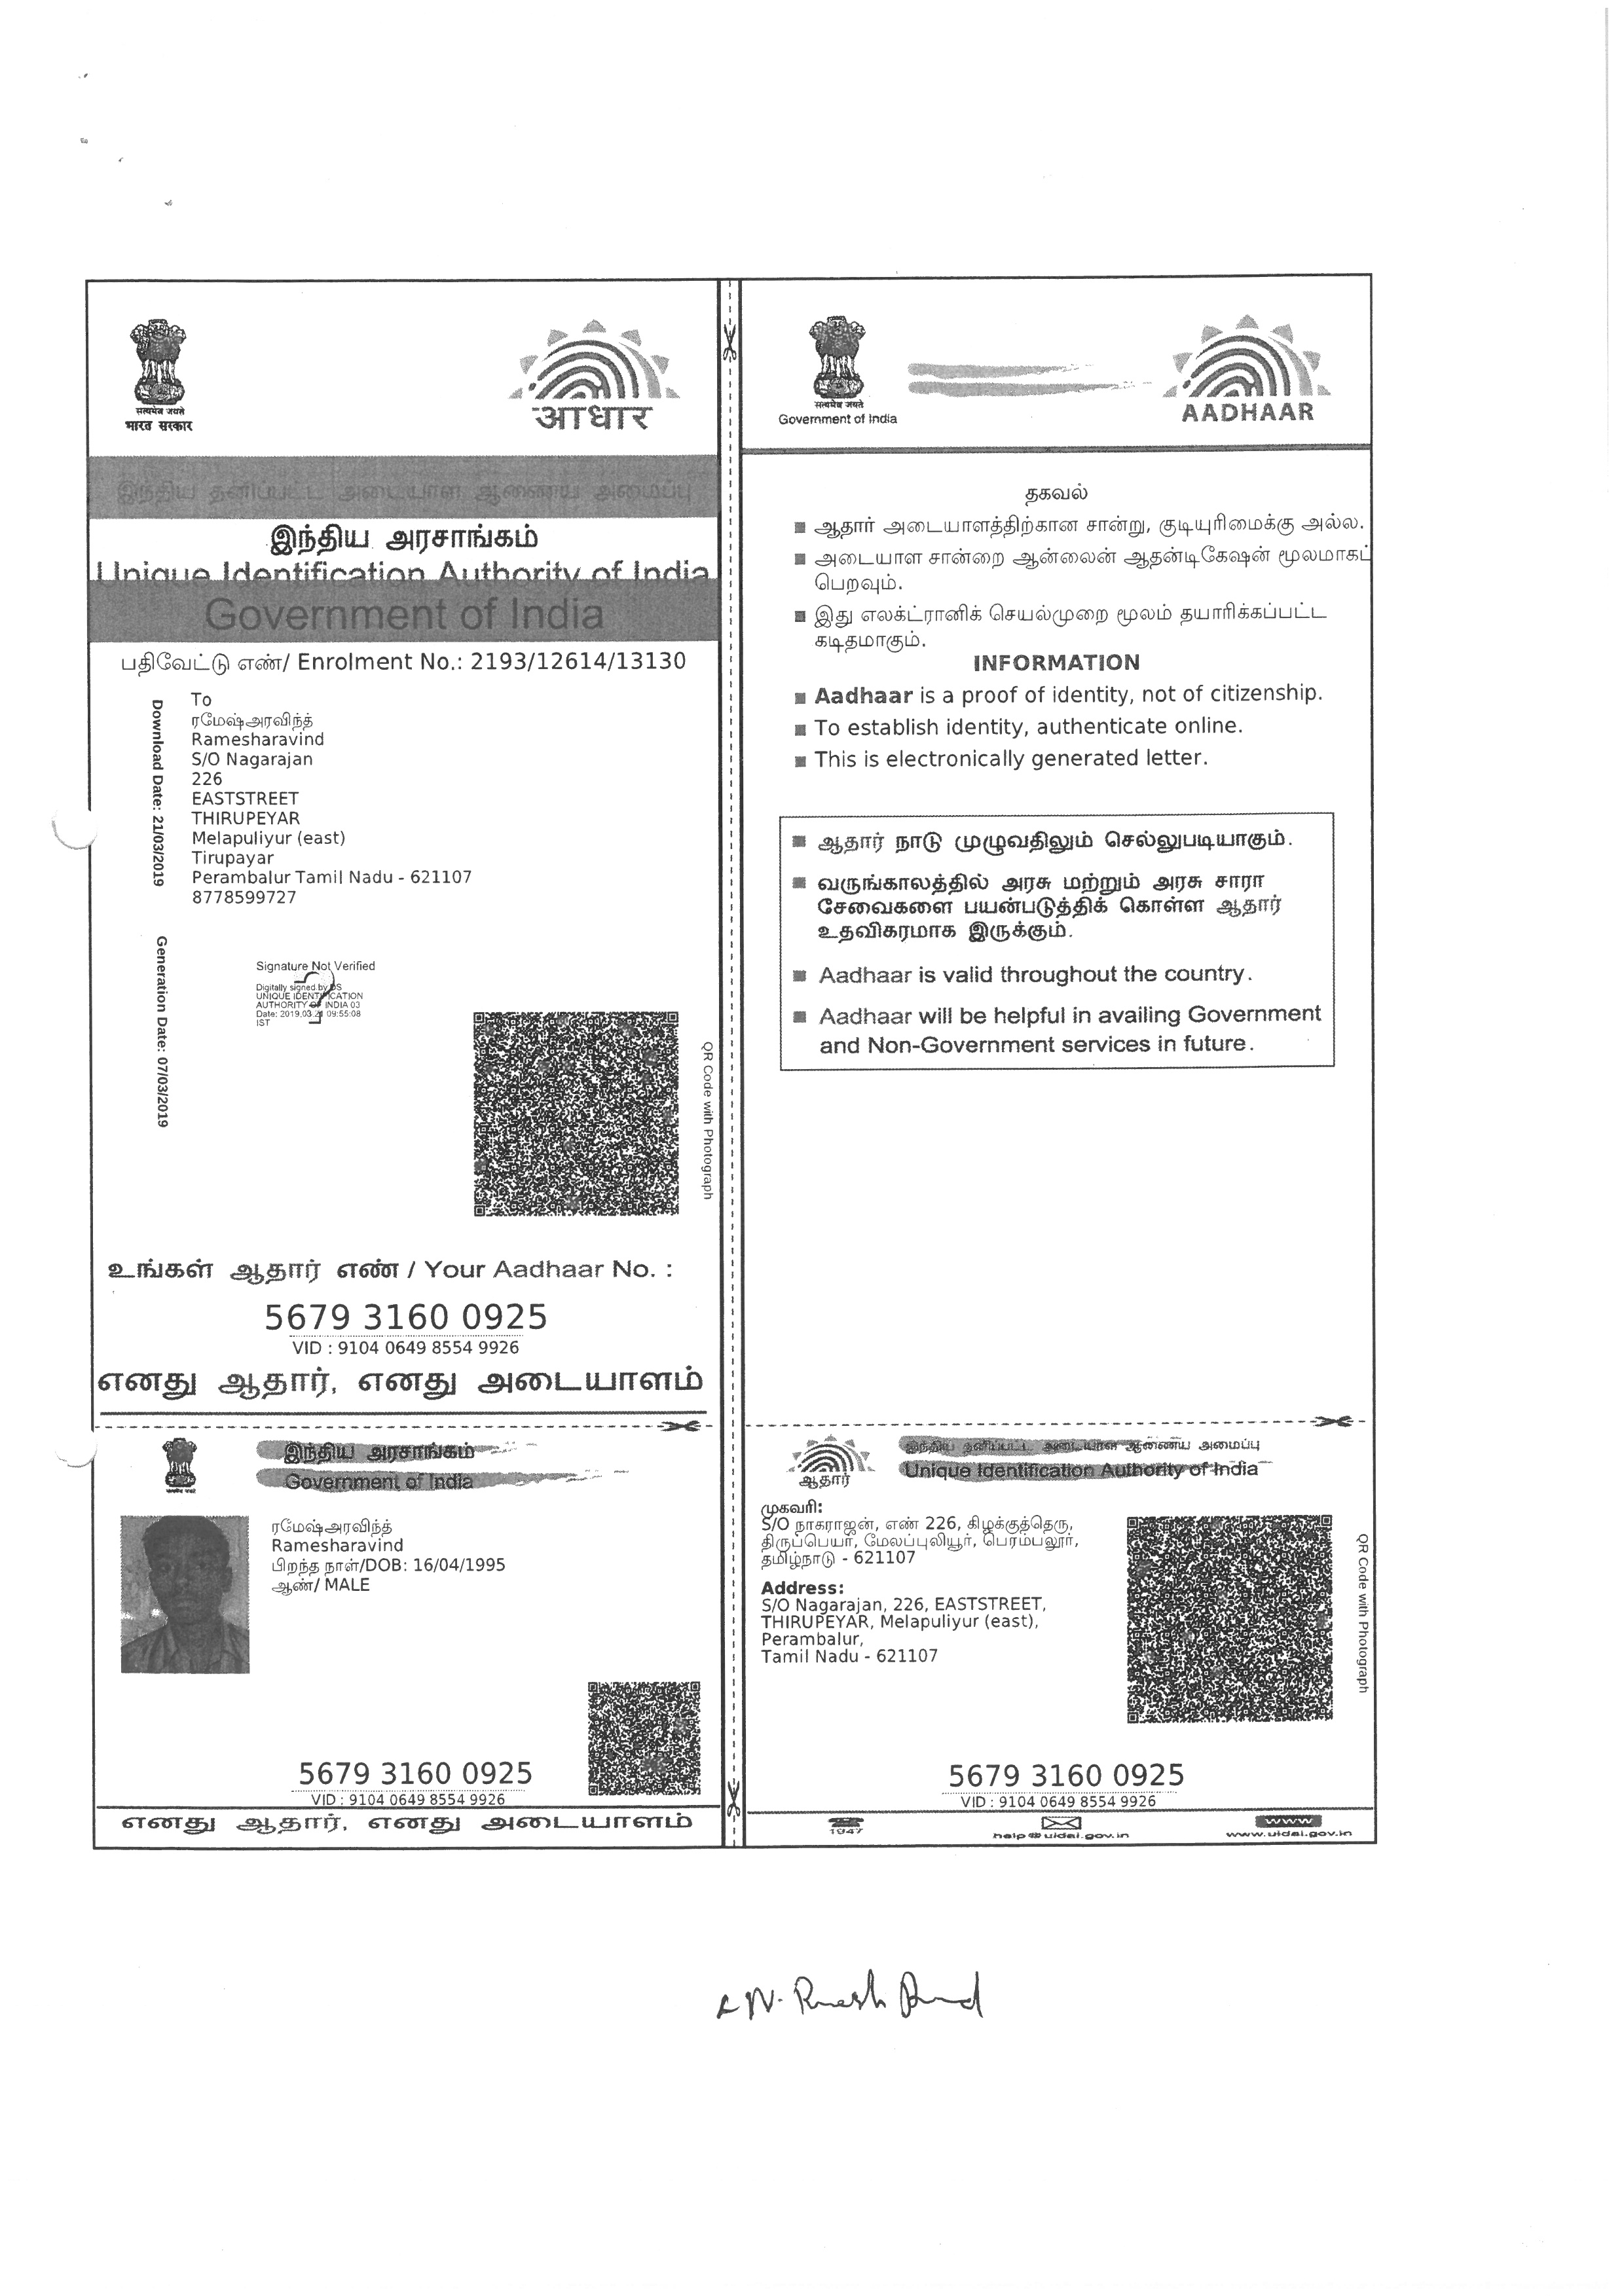 सत्यमेव जयते
भारत सरकार
आधार
இந்திய தனிப்பட்ட அடையாள ஆணைய அமைப்பு
இந்திய அரசாங்கம்
Unique Identification Authority of India
Government of India
பதிவேட்டு எண்/ Enrolment No.: 2193/12614/13130
Download Date: 21/03/2019
To
ரமேஷ்அரவிந்த்
Ramesharavind
S/O Nagarajan
226
EASTSTREET
THIRUPEYAR
Melapuliyur (east)
Tirupayar
Perambalur Tamil Nadu - 621107
8778599727
Generation Date: 07/03/2019
Signature Not Verified
Digitally signed by DS
UNIQUE IDENTIFICATION
AUTHORITY OF INDIA 03
Date: 2019.03.21 09:55:08
IST
QR Code with Photograph
உங்கள் ஆதார் எண் / Your Aadhaar No. :
5679 3160 0925
VID : 9104 0649 8554 9926
எனது ஆதார், எனது அடையாளம்
सत्यमेव जयते
Government of India
AADHAAR
தகவல்
■ ஆதார் அடையாளத்திற்கான சான்று, குடியுரிமைக்கு அல்ல.
■ அடையாள சான்றை ஆன்லைன் ஆதன்டிகேஷன் மூலமாகப்
பெறவும்.
■ இது எலக்ட்ரானிக் செயல்முறை மூலம் தயாரிக்கப்பட்ட
கடிதமாகும்.
INFORMATION
■ Aadhaar is a proof of identity, not of citizenship.
■ To establish identity, authenticate online.
■ This is electronically generated letter.
■ ஆதார் நாடு முழுவதிலும் செல்லுபடியாகும்.
■ வருங்காலத்தில் அரசு மற்றும் அரசு சாரா
சேவைகளை பயன்படுத்திக் கொள்ள ஆதார்
உதவிகரமாக இருக்கும்.
■ Aadhaar is valid throughout the country.
■ Aadhaar will be helpful in availing Government
and Non-Government services in future.
இந்திய அரசாங்கம்
Government of India
ரமேஷ்அரவிந்த்
Ramesharavind
பிறந்த நாள்/DOB: 16/04/1995
ஆண்/ MALE
5679 3160 0925
VID : 9104 0649 8554 9926
எனது ஆதார், எனது அடையாளம்
ஆதார்
இந்திய தனிப்பட்ட அடையாள ஆணைய அமைப்பு
Unique Identification Authority of India
முகவரி:
S/O நாகராஜன், எண் 226, கிழக்குத்தெரு,
திருப்பெயர், மேலப்புலியூர், பெரம்பலூர்,
தமிழ்நாடு - 621107
Address:
S/O Nagarajan, 226, EASTSTREET,
THIRUPEYAR, Melapuliyur (east),
Perambalur,
Tamil Nadu - 621107
QR Code with Photograph
5679 3160 0925
VID : 9104 0649 8554 9926
1947
help@uidai.gov.in
www
www.uidai.gov.in